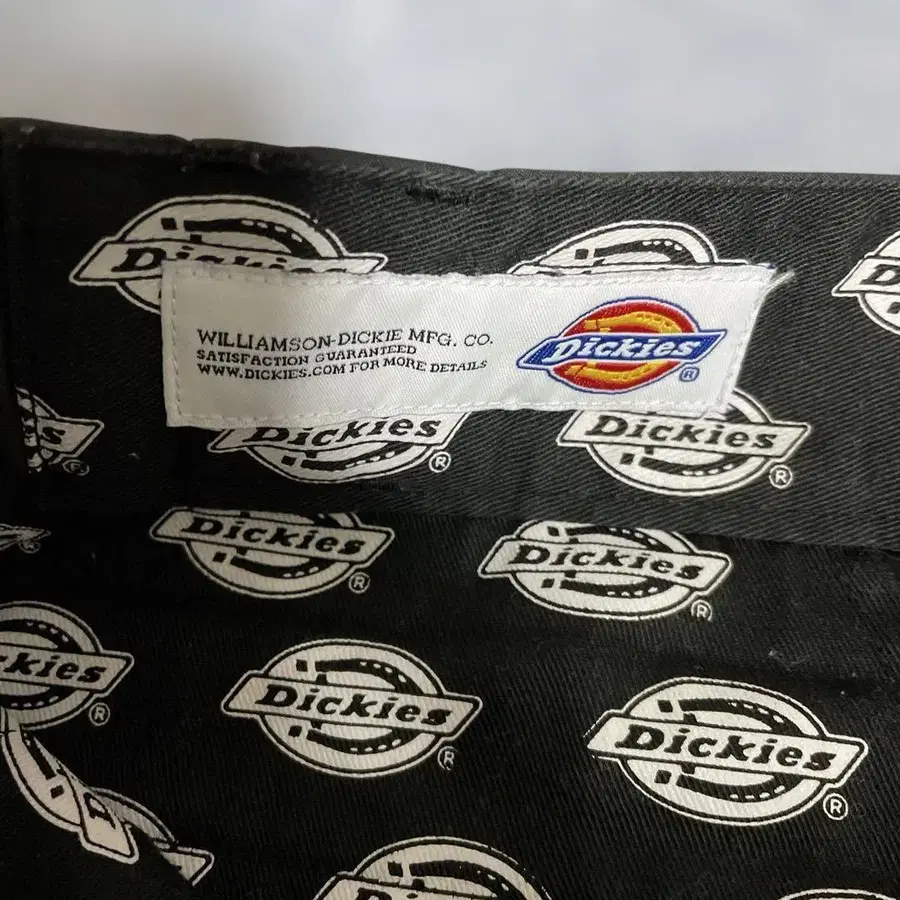 Dickies
WILLIAMSON-DICKIE MFG. CO.
SATISFACTION GUARANTEED
WWW.DICKIES.COM FOR MORE DETAILS
Dickies ®
Dickies ®
Dickies ®
Dickies ®
Dickies ®
Dickies ®
Dickies ®